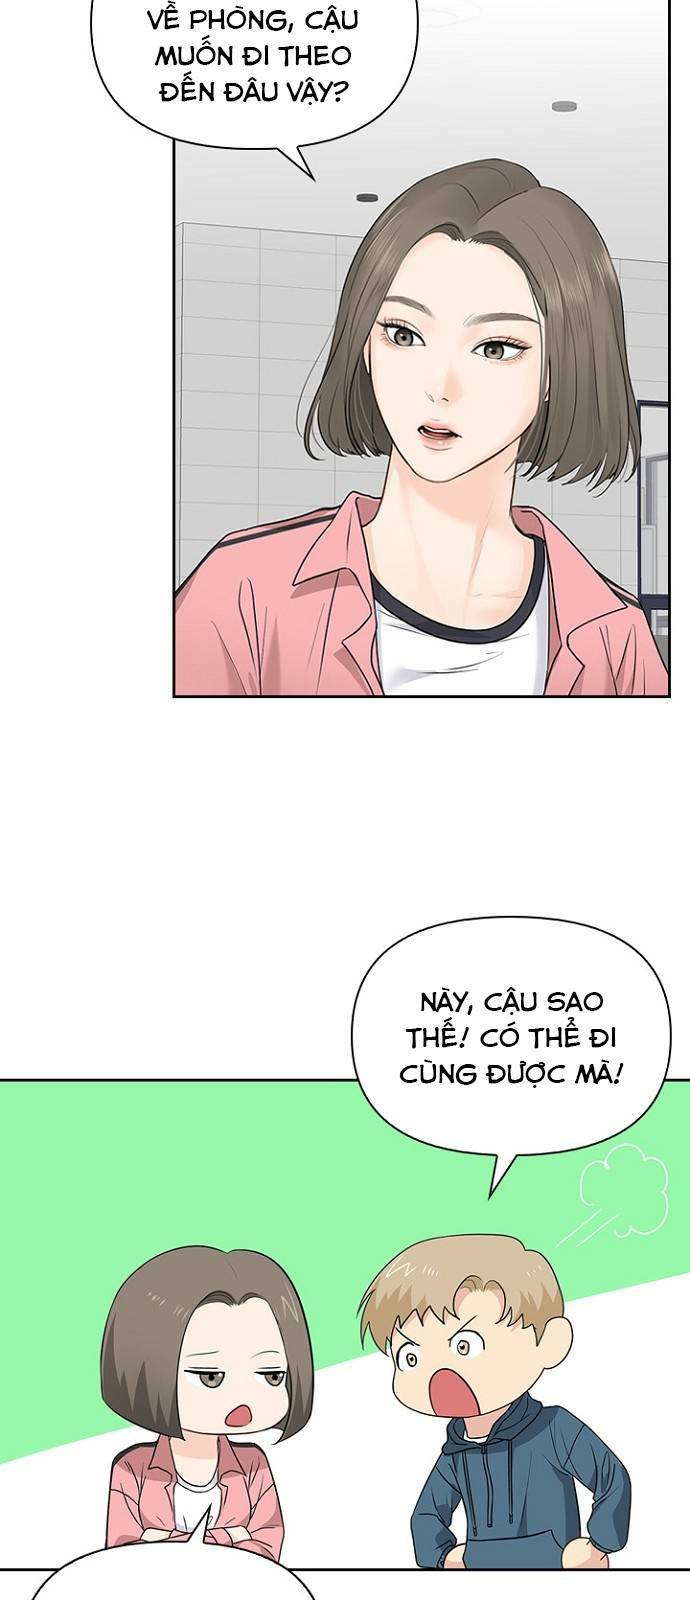 VỀ PHÒNG, CẬU
MUỐN ĐI THEO
ĐẾN ĐÂU VẬY?
NÀY, CẬU SAO
THẾ! CÓ THỂ ĐI
CÙNG ĐƯỢC MÀ!